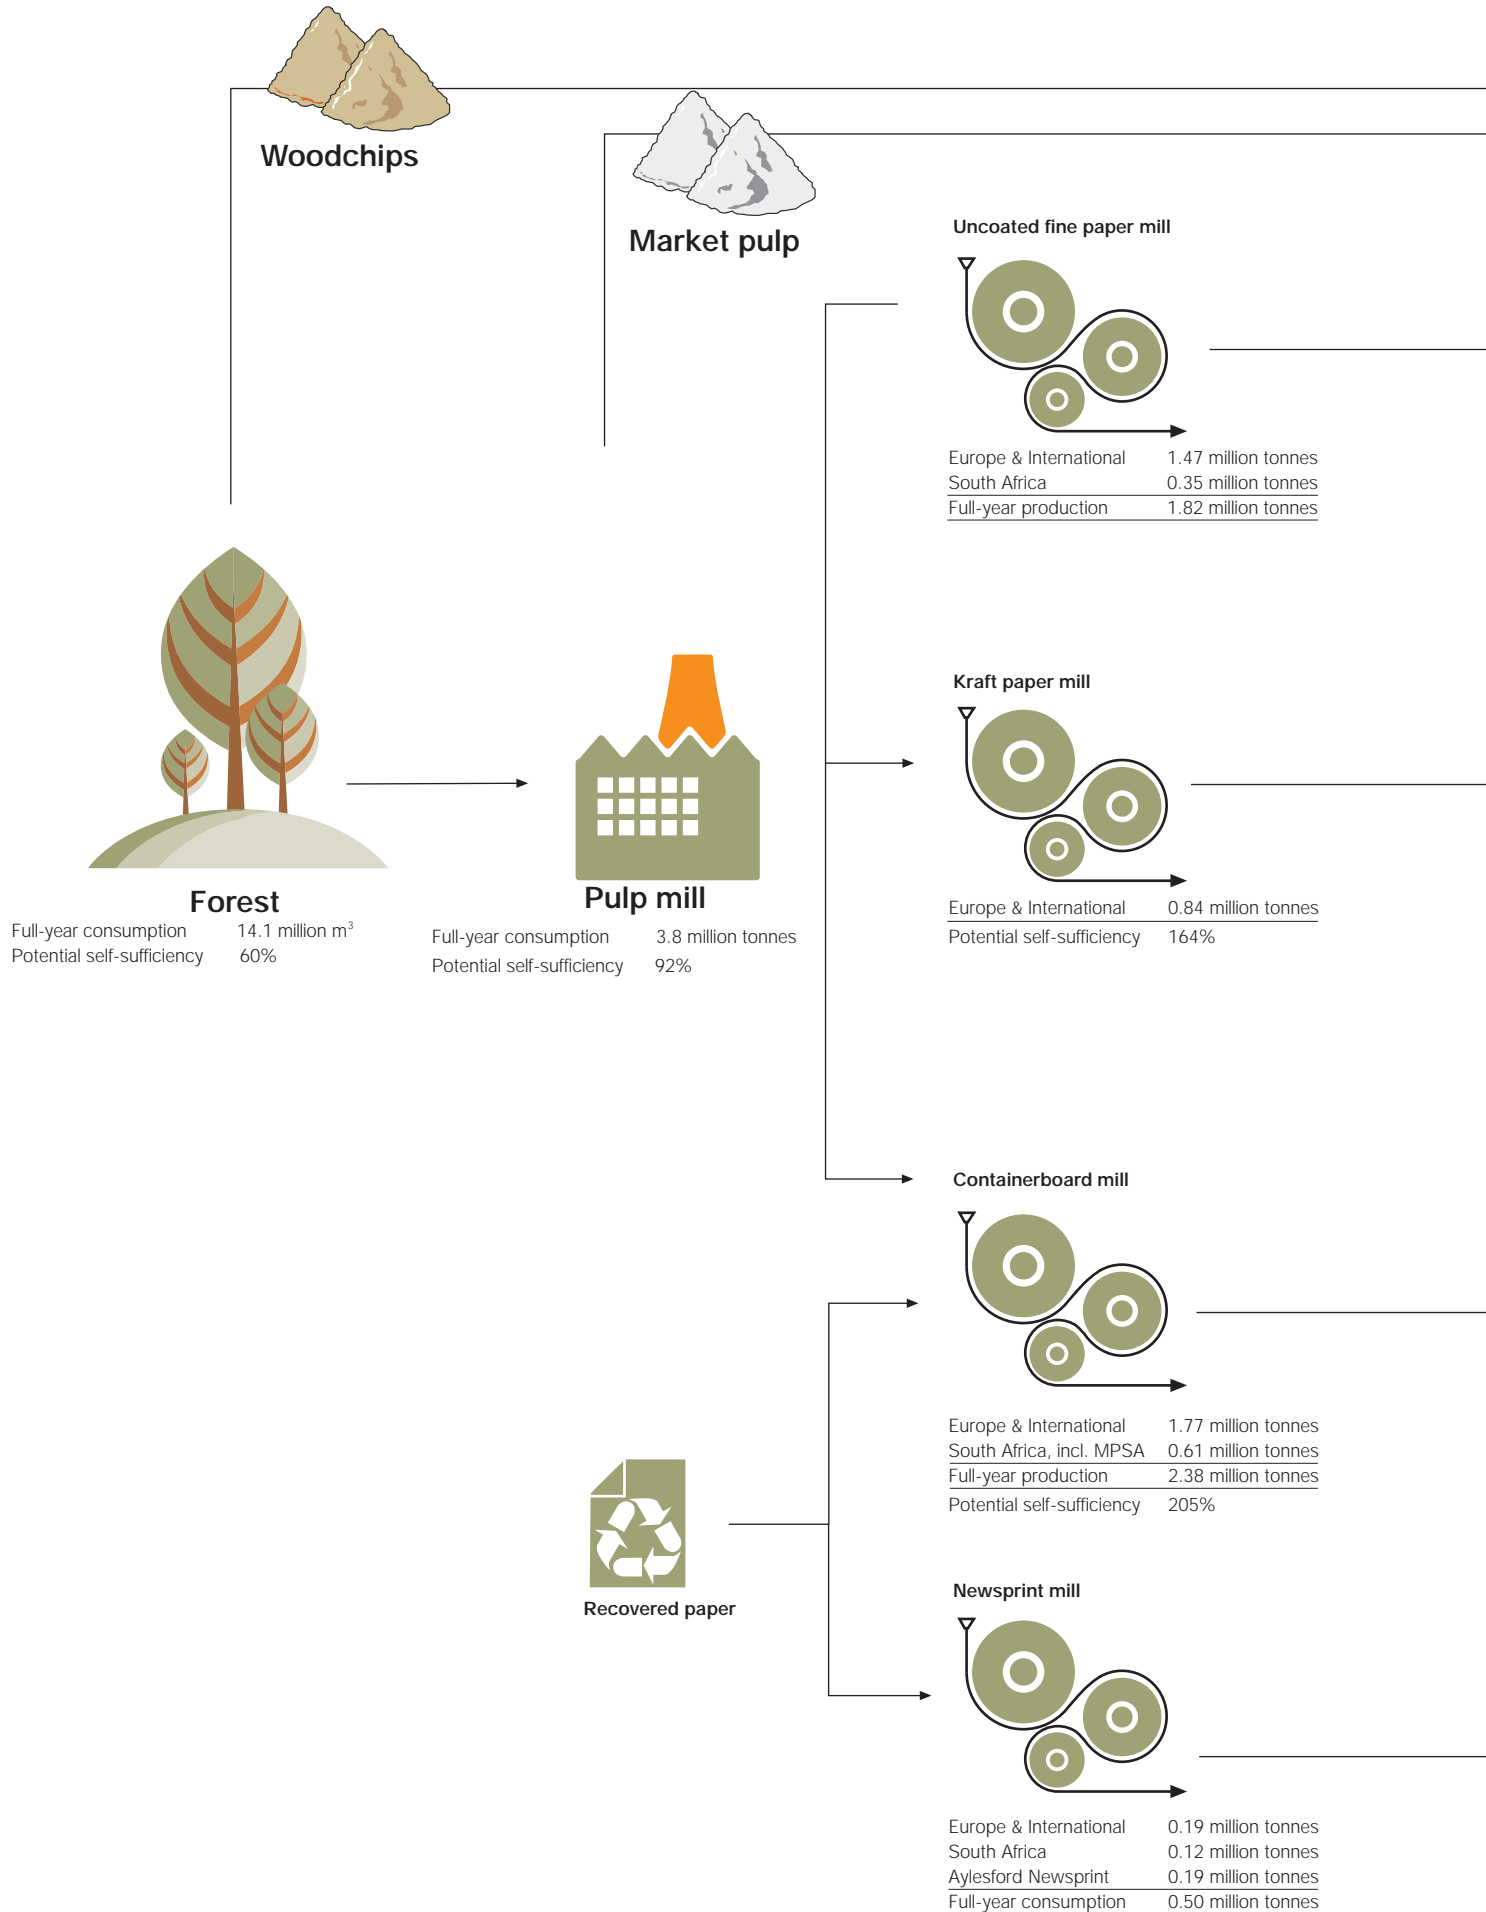 Woodchips
Market pulp
Uncoated fine paper mill
Europe & International 1.47 million tonnes
South Africa 0.35 million tonnes
Full-year production 1.82 million tonnes
Kraft paper mill
Europe & International 0.84 million tonnes
Potential self-sufficiency 164%
Forest
Full-year consumption 14.1 million m³
Potential self-sufficiency 60%
Pulp mill
Full-year consumption 3.8 million tonnes
Potential self-sufficiency 92%
Containerboard mill
Europe & International 1.77 million tonnes
South Africa, incl. MPSA 0.61 million tonnes
Full-year production 2.38 million tonnes
Potential self-sufficiency 205%
Recovered paper
Newsprint mill
Europe & International 0.19 million tonnes
South Africa 0.12 million tonnes
Aylesford Newsprint 0.19 million tonnes
Full-year consumption 0.50 million tonnes